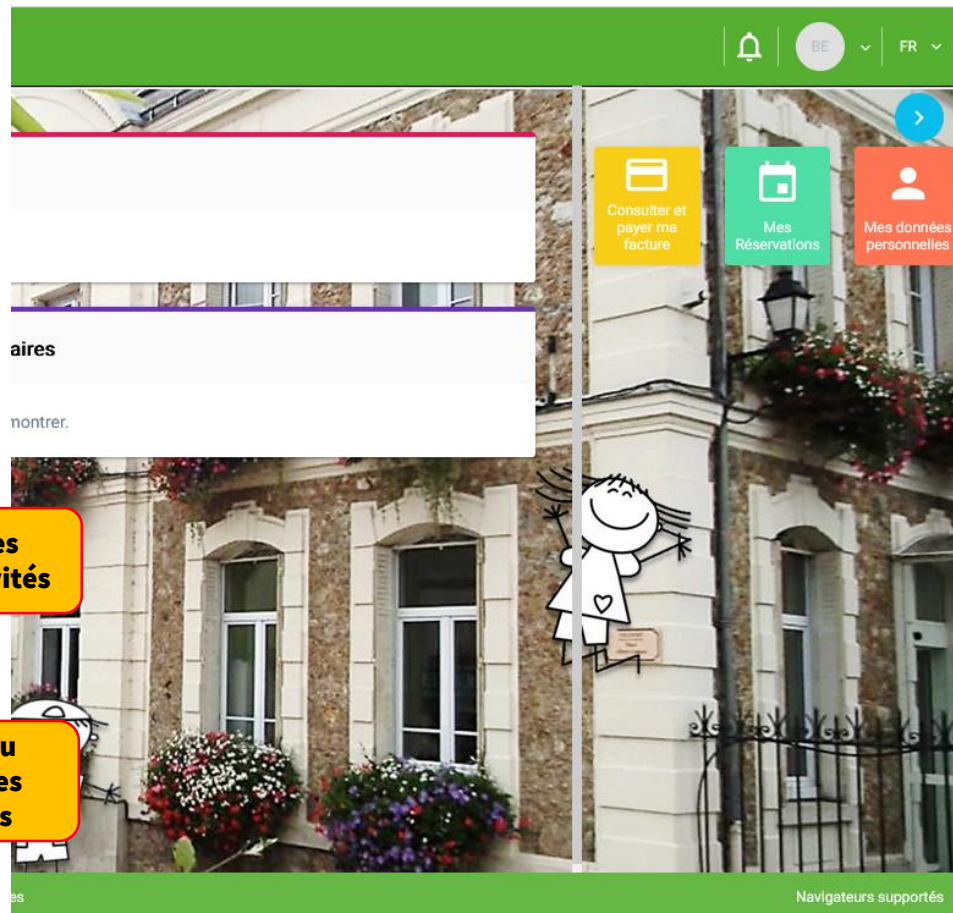 BE
FR
Consulter et
payer ma
facture
Mes
Réservations
Mes données
personnelles
aires
montrer.
es
ités
u
es
s
es
Navigateurs supportés